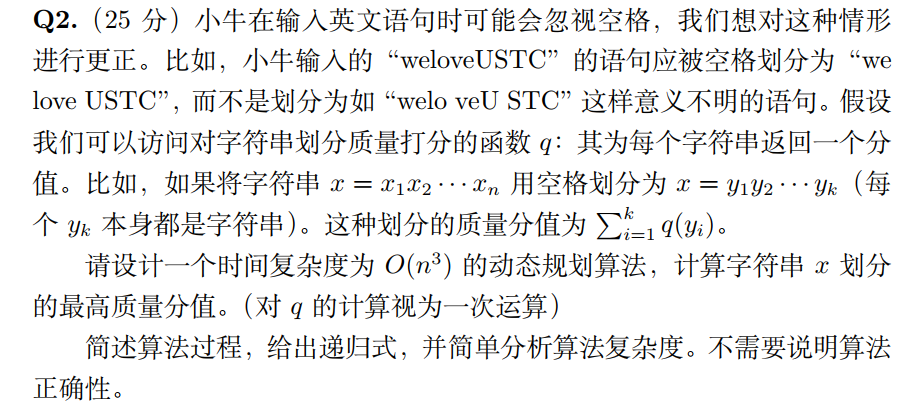 Q2.（25 分）小牛在输入英文语句时可能会忽视空格，我们想对这种情形
进行更正。比如，小牛输入的 “weloveUSTC” 的语句应被空格划分为 “we
love USTC”，而不是划分为如 “welo veU STC” 这样意义不明的语句。假设
我们可以访问对字符串划分质量打分的函数 q：其为每个字符串返回一个分
值。比如，如果将字符串 x = x₁x₂⋯xₙ 用空格划分为 x = y₁y₂⋯yₖ（每
个 yₖ 本身都是字符串）。这种划分的质量分值为 ∑ᵢ₌₁ᵏ q(yᵢ)。
请设计一个时间复杂度为 O(n³) 的动态规划算法，计算字符串 x 划分
的最高质量分值。（对 q 的计算视为一次运算）
简述算法过程，给出递归式，并简单分析算法复杂度。不需要说明算法
正确性。